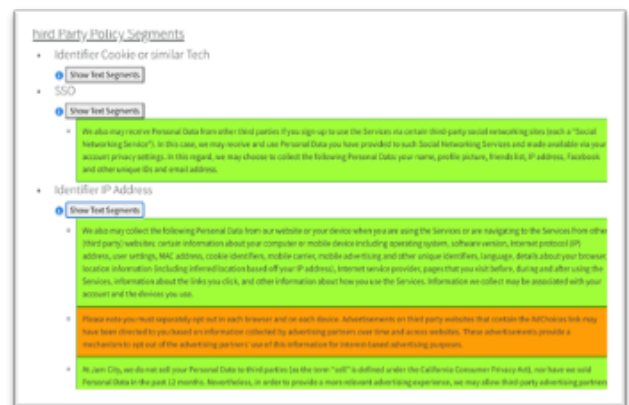 hird Party Policy Segments
Identifier Cookie or similar Tech
Show Text Segments
SSO
Show Text Segments
We also may receive Personal Data from other third parties if you sign-up to use the Services via certain third-party social networking sites (each a "Social
Networking Service"). In this case, we may receive and use Personal Data you have provided to such Social Networking Services and made available via your
account privacy settings. In this regard, we may choose to collect the following Personal Data: your name, profile picture, friends list, IP address, Facebook
and other unique IDs and email address.
Identifier IP Address
Show Text Segments
We also may collect the following Personal Data from our website or your device when you are using the Services or are navigating to the Services from other
(third party) websites: certain information about your computer or mobile device including operating system, software version, Internet protocol (IP)
address, user settings, MAC address, cookie identifiers, mobile carrier, mobile advertising and other unique identifiers, language, details about your browser,
location information (including inferred location based off your IP address), Internet service provider, pages that you visit before, during and after using the
Services, information about the links you click, and other information about how you use the Services. Information we collect may be associated with your
account and the devices you use.
Please note you must separately opt out in each browser and on each device. Advertisements on third party websites that contain the AdChoices link may
have been directed to you based on information collected by advertising partners over time and across websites. These advertisements provide a
mechanism to opt out of the advertising partners' use of this information for interest-based advertising purposes.
At Jam City, we do not sell your Personal Data to third parties (as the term "sell" is defined under the California Consumer Privacy Act), nor have we sold
Personal Data in the past 12 months. Nevertheless, in order to provide a more relevant advertising experience, we may allow third party advertising partners